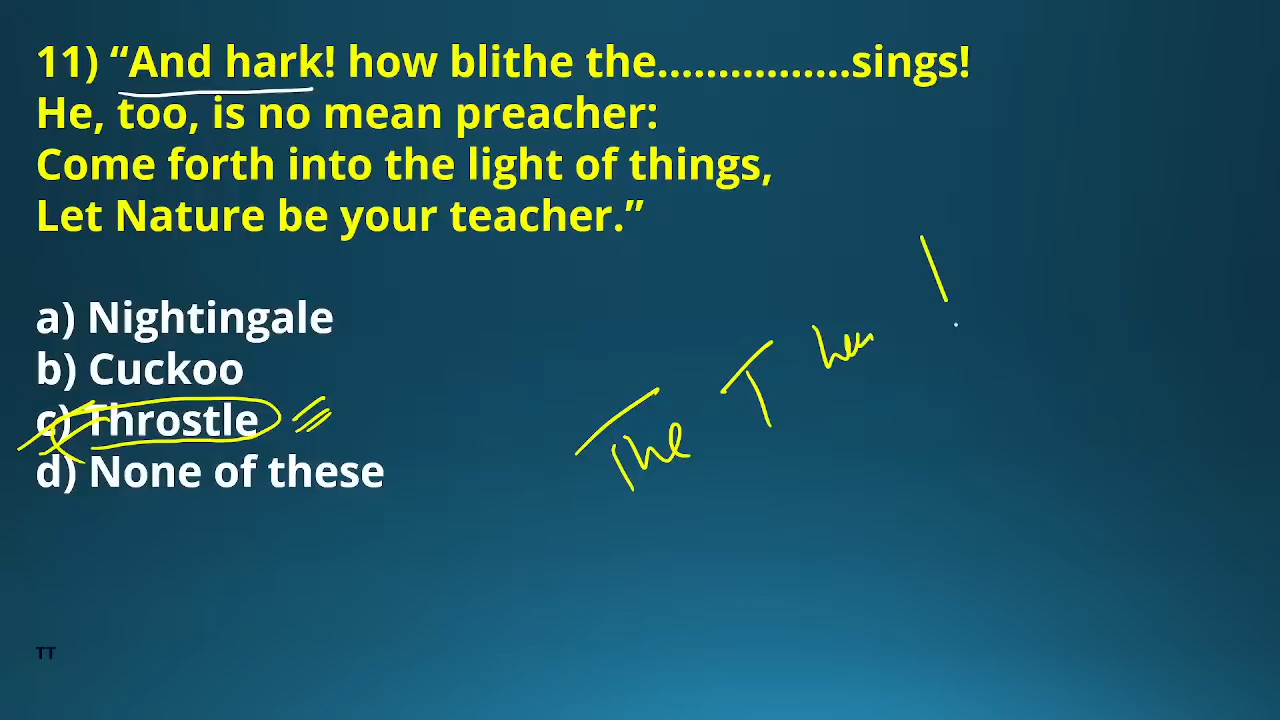 11) “And hark! how blithe the................sings!
He, too, is no mean preacher:
Come forth into the light of things,
Let Nature be your teacher.”
a) Nightingale
b) Cuckoo
c) Throstle
d) None of these
The T
TT